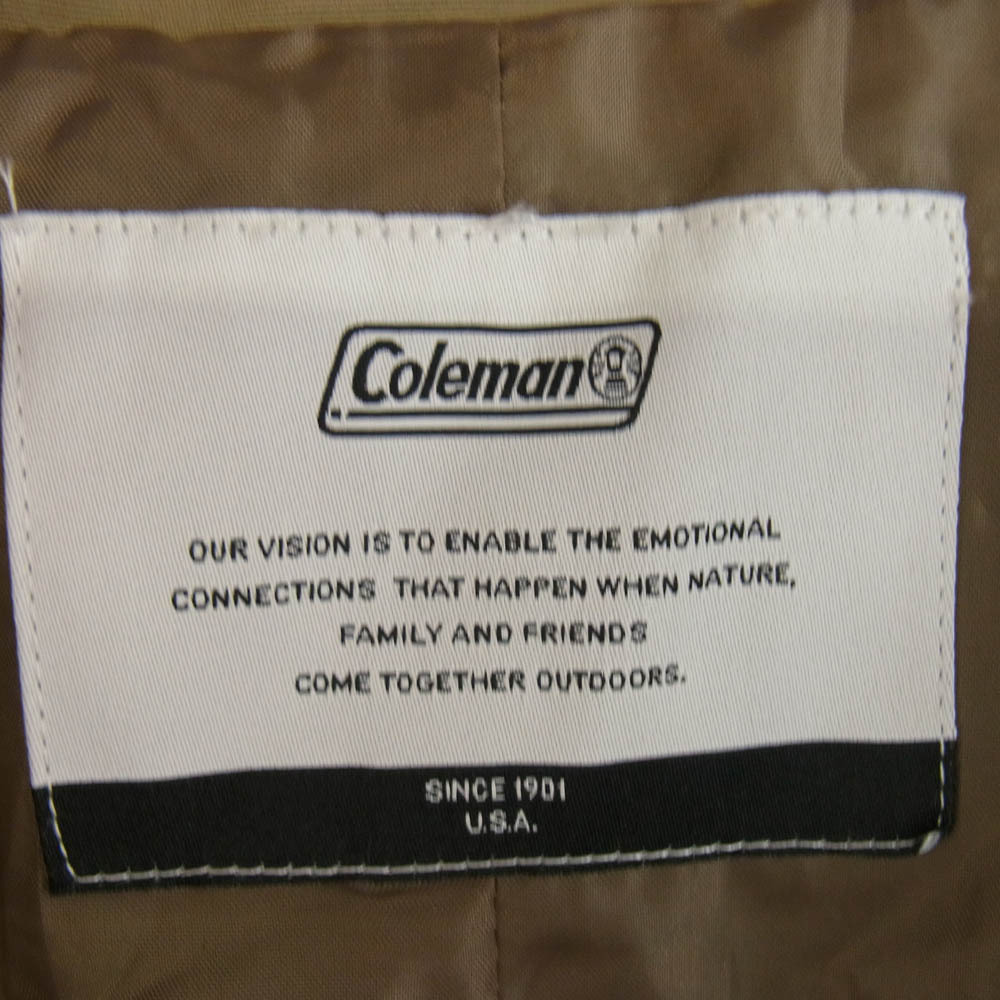 Coleman
OUR VISION IS TO ENABLE THE EMOTIONAL
CONNECTIONS THAT HAPPEN WHEN NATURE,
FAMILY AND FRIENDS
COME TOGETHER OUTDOORS.
SINCE 1901
U.S.A.